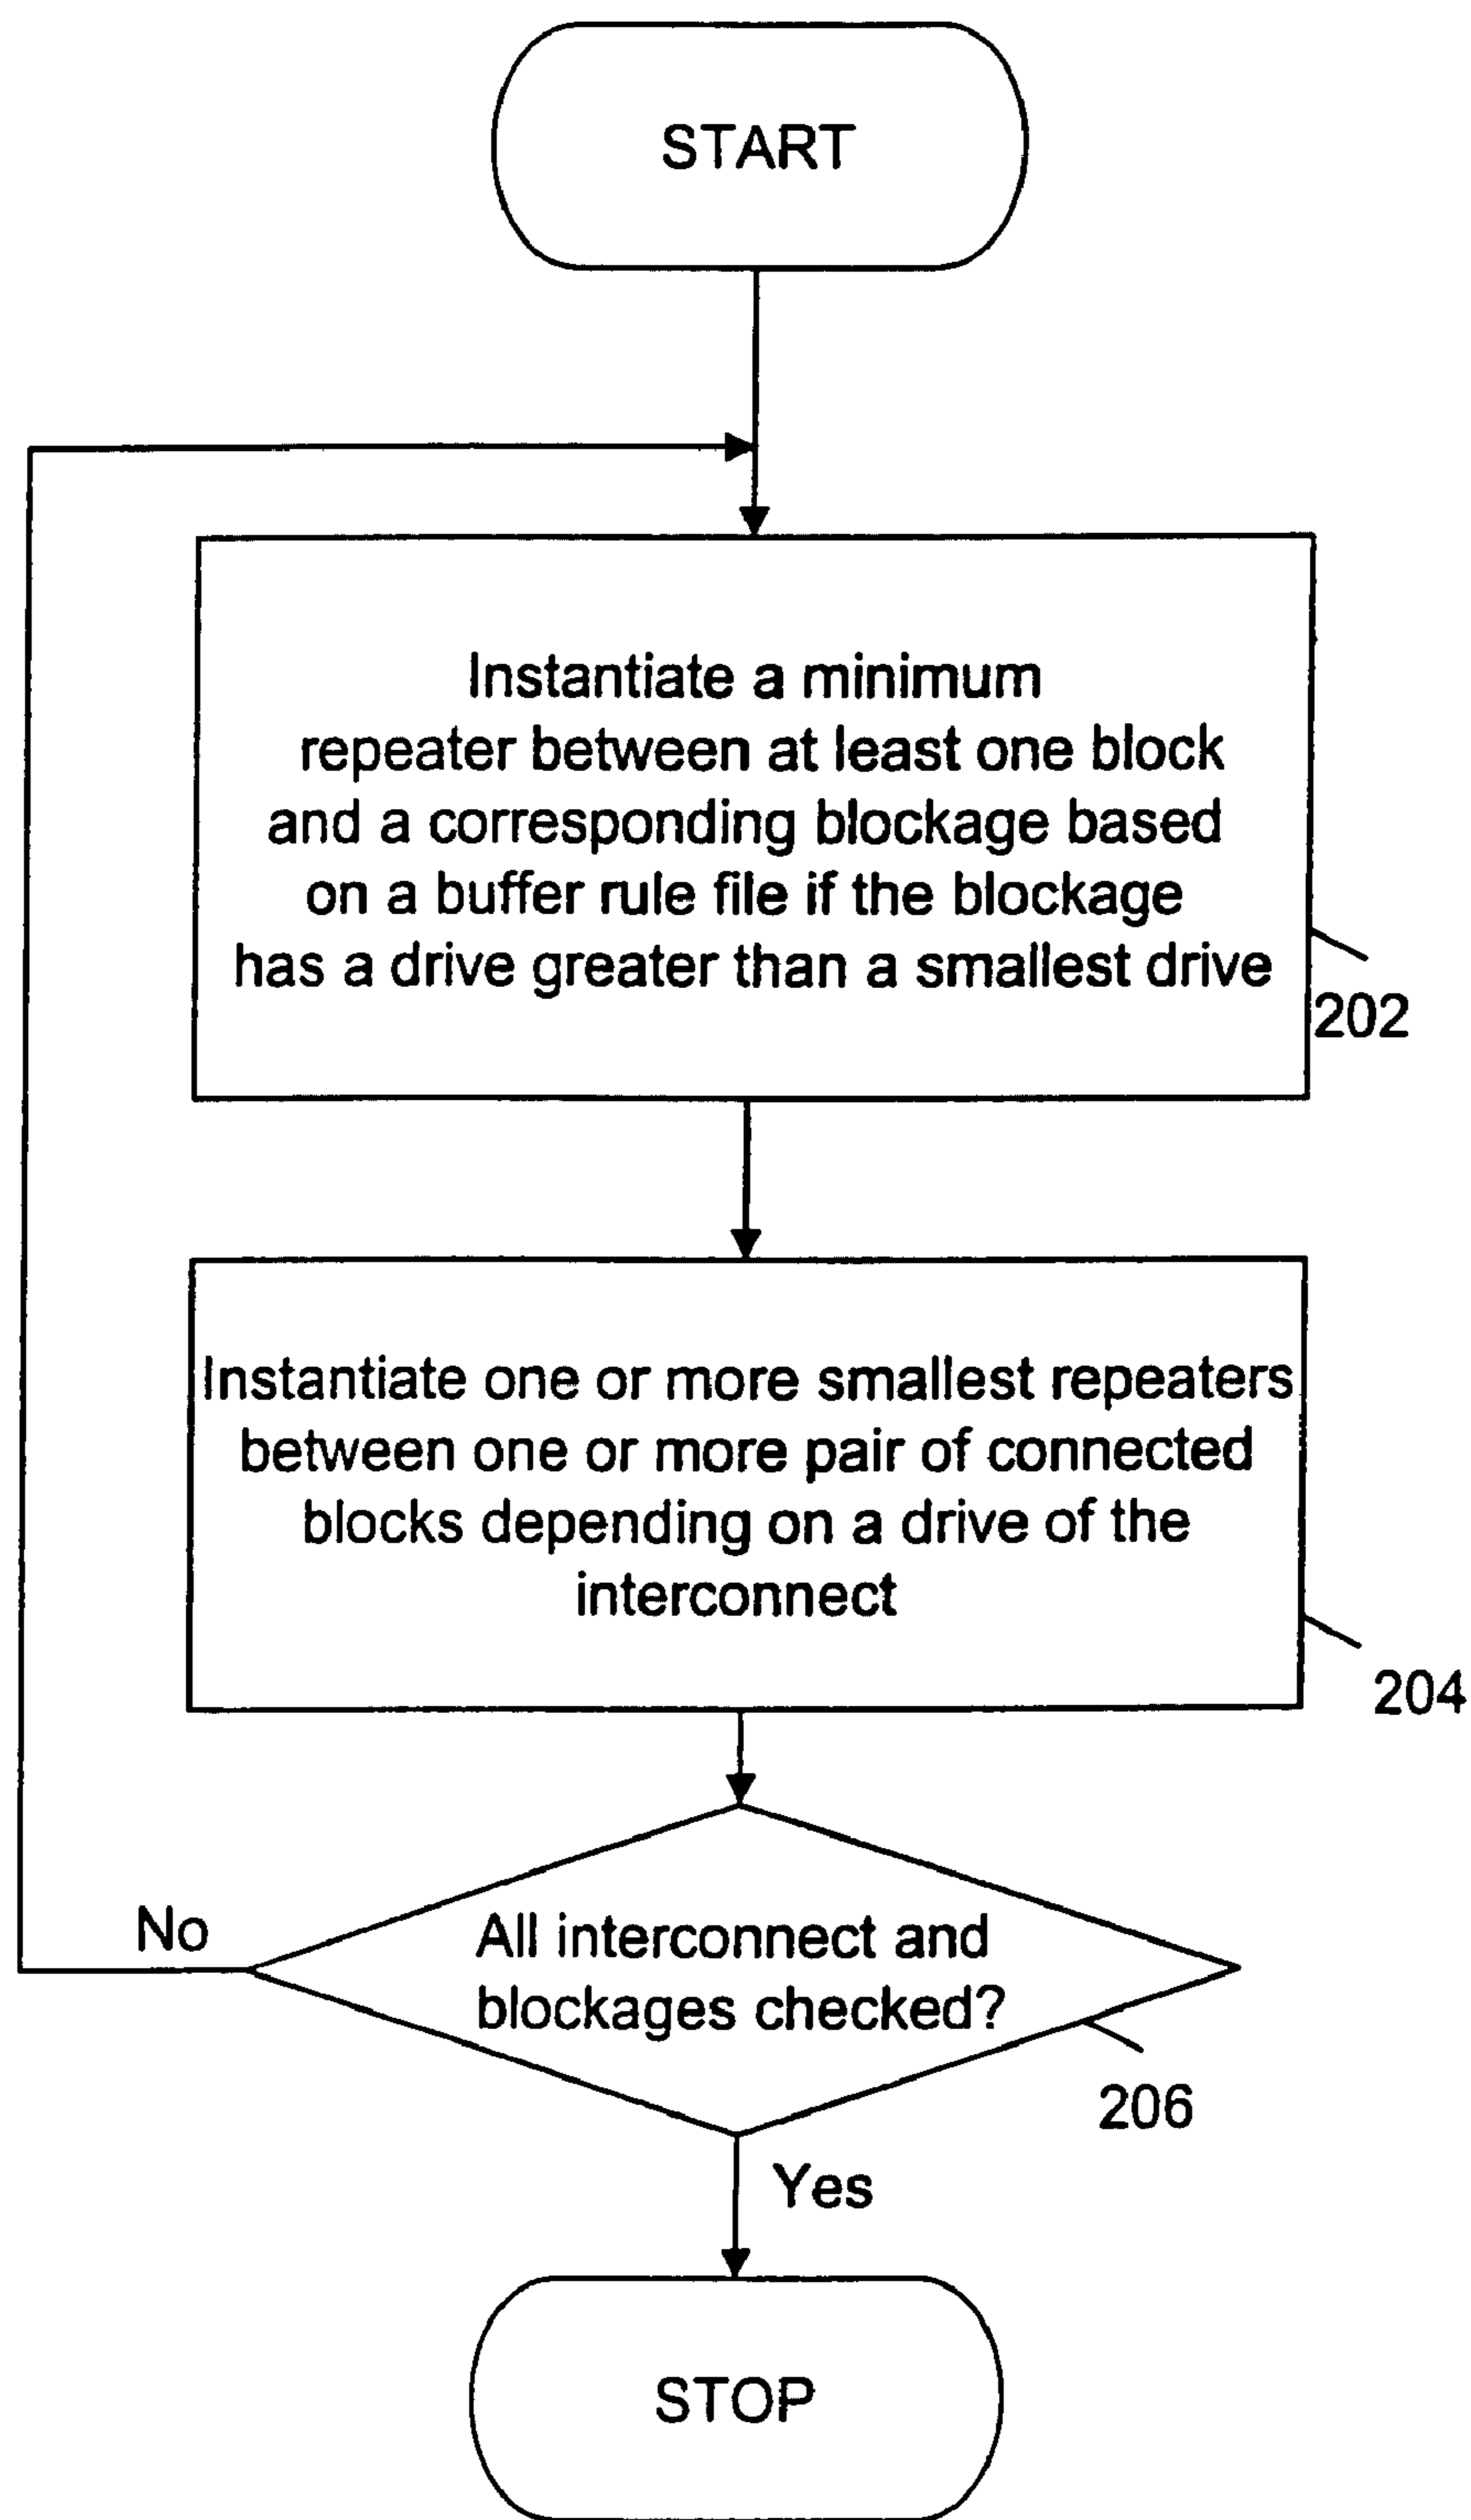 START
Instantiate a minimum
repeater between at least one block
and a corresponding blockage based
on a buffer rule file if the blockage
has a drive greater than a smallest drive
202
Instantiate one or more smallest repeaters
between one or more pair of connected
blocks depending on a drive of the
interconnect
204
No
All interconnect and
blockages checked?
206
Yes
STOP